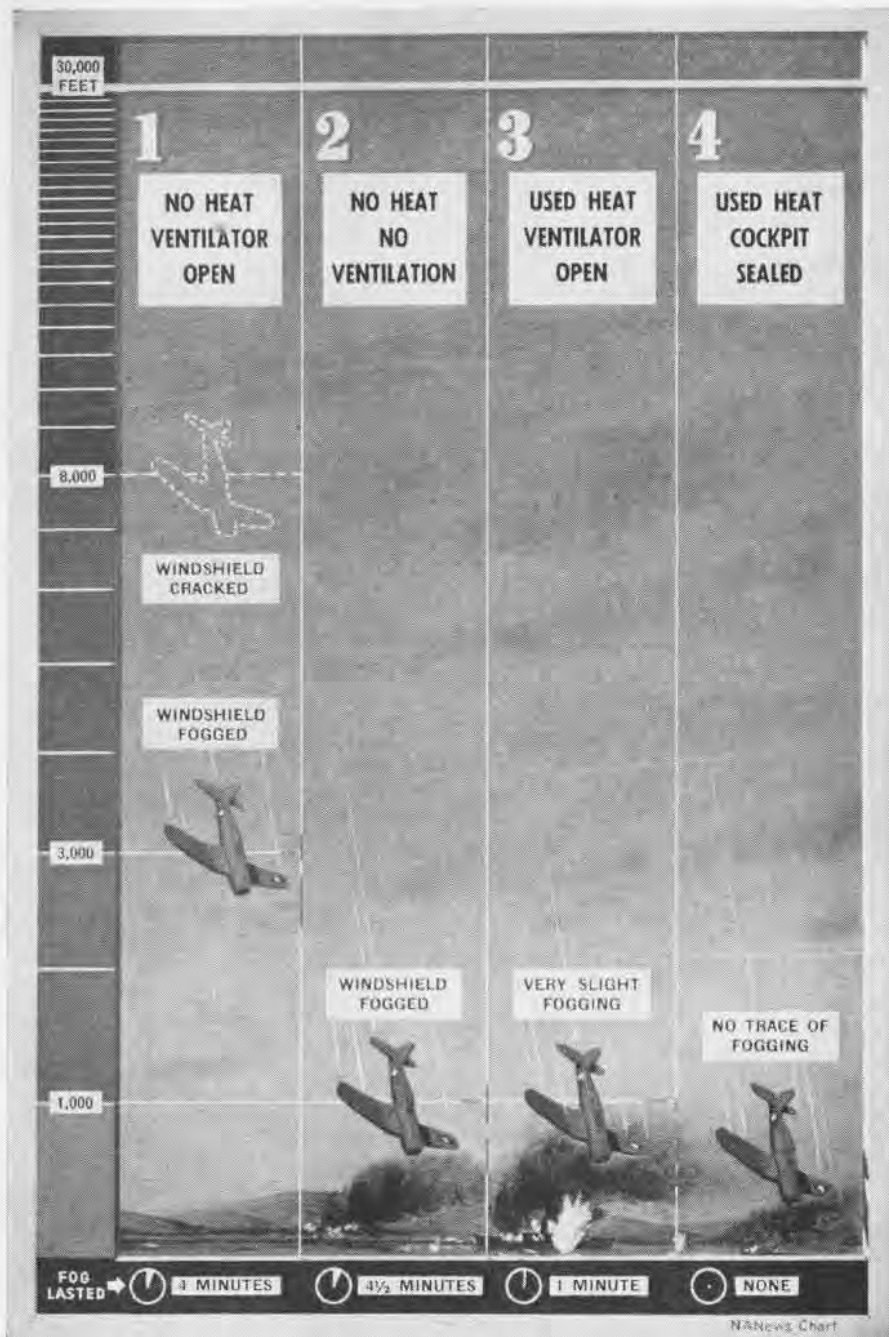 30,000
FEET
1
2
3
4
NO HEAT
VENTILATOR
OPEN
NO HEAT
NO
VENTILATION
USED HEAT
VENTILATOR
OPEN
USED HEAT
COCKPIT
SEALED
8,000
WINDSHIELD
CRACKED
WINDSHIELD
FOGGED
3,000
WINDSHIELD
FOGGED
VERY SLIGHT
FOGGING
NO TRACE OF
FOGGING
1,000
FOG
LASTED
4 MINUTES
4½ MINUTES
1 MINUTE
NONE
NANews Chart